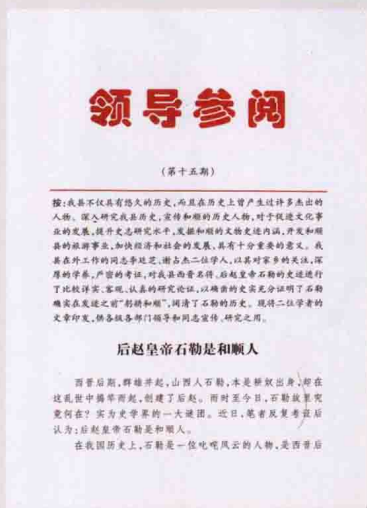 领导参阅
（第十五期）
按：我县不仅具有悠久的历史，而且在历史上曾产生过许多杰出的
人物。深入研究我县历史，宣传和顺的历史人物，对于促进文化事
业的发展，提升史志研究水平，发掘和顺的文物史迹内涵，开发和顺
县的旅游事业，加快经济和社会的发展，具有十分重要的意义。我
县在外工作的同志李廷芝、谢占杰二位学人，以其对家乡的关注，深
厚的学养，严密的考证，对我县西晋名将、后赵皇帝石勒的史迹进行
了比较详实、客观、认真的研究论证，以确贵的史实充分证明了石勒
确实在发迹之前“躬耕和顺”，阐清了石勒的历史。现将二位学者的
文章印发，供各级各部门领导和同志宣传、研究之用。
后赵皇帝石勒是和顺人
西晋后期，群雄并起，山西人石勒，本是耕奴出身，却在
这乱世中揭竿而起，创建了后赵。而时至今日，石勒故里究
竟何在？实为史学界的一大谜团。近日，笔者反复考证后
认为：后赵皇帝石勒是和顺人。
在我国历史上，石勒是一位叱咤风云的人物，是西晋后